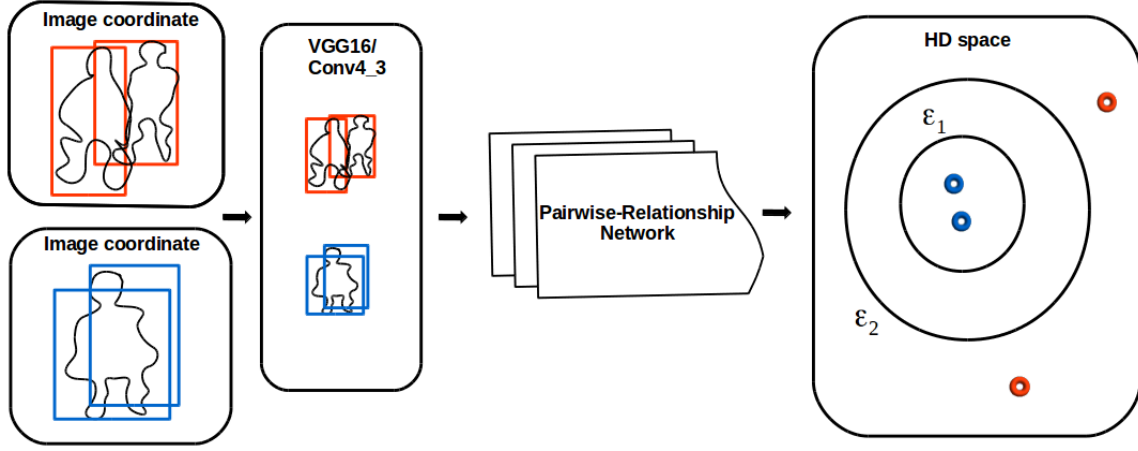 Image coordinate
Image coordinate
VGG16/
Conv4_3
Pairwise-Relationship
Network
HD space
ε1
ε2